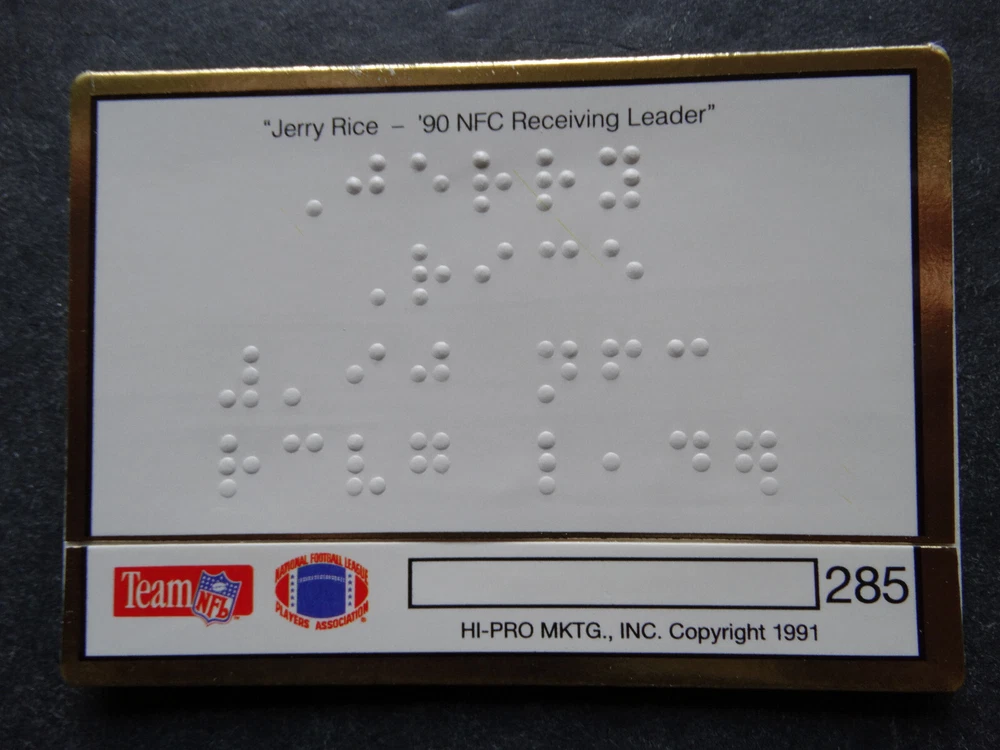 “Jerry Rice – '90 NFC Receiving Leader”
⠠⠚⠑⠗⠗⠽
⠠⠗⠊⠉⠑
⠼⠄⠊⠚ ⠝⠋⠉
⠗⠉⠧⠛ ⠇⠂⠙⠻
Team NFL™
NATIONAL FOOTBALL LEAGUE
PLAYERS ASSOCIATION®
285
HI-PRO MKTG., INC. Copyright 1991